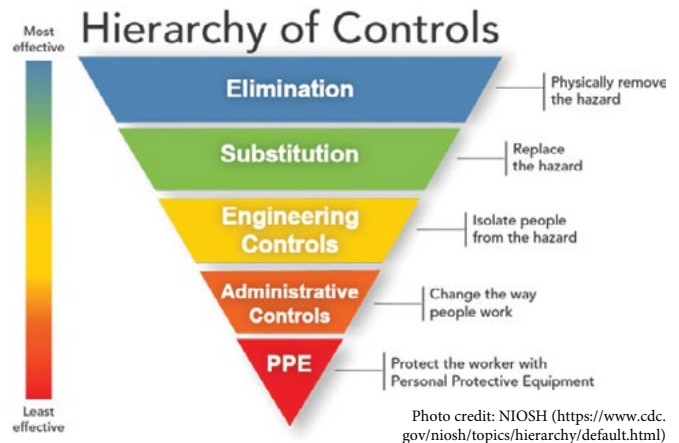 Hierarchy of Controls
Most
effective
Elimination
Physically remove
the hazard
Substitution
Replace
the hazard
Engineering
Controls
Isolate people
from the hazard
Administrative
Controls
Change the way
people work
PPE
Protect the worker with
Personal Protective Equipment
Least
effective
Photo credit: NIOSH (https://www.cdc.
gov/niosh/topics/hierarchy/default.html)